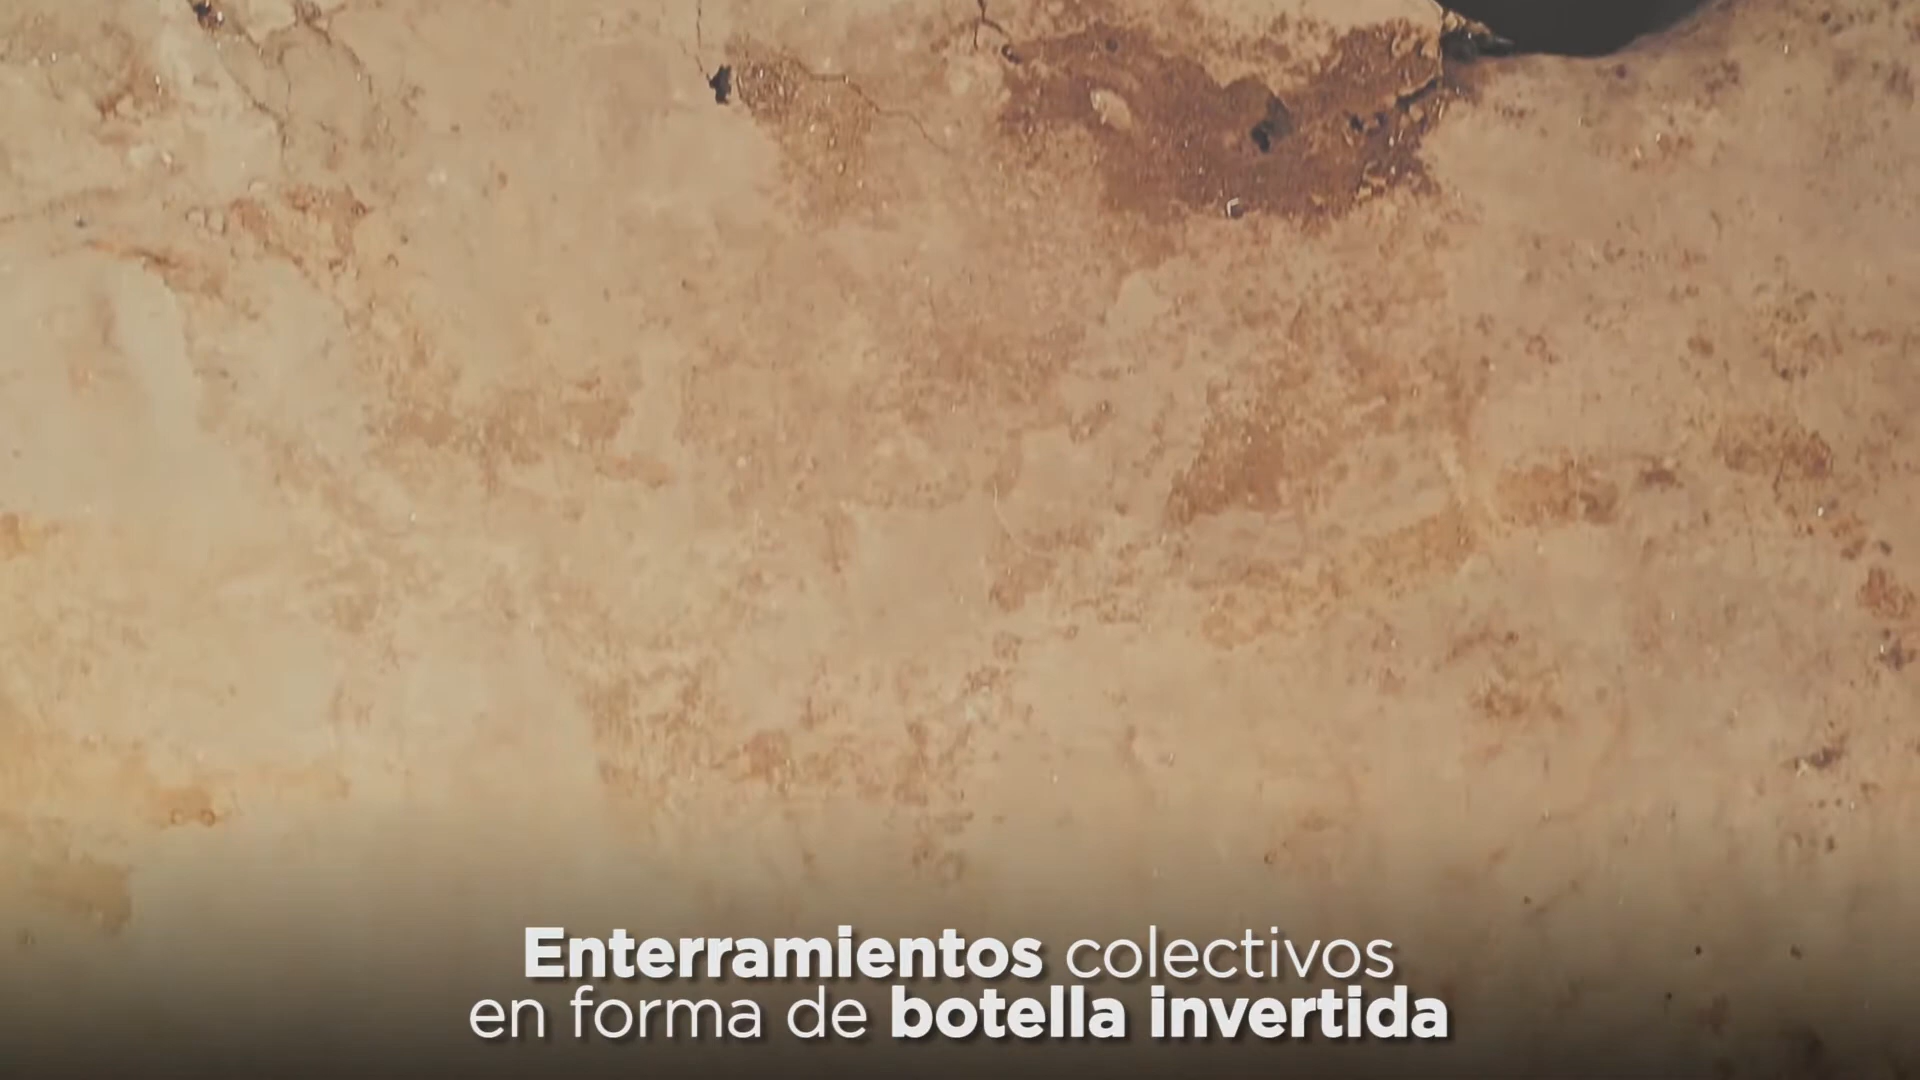 Enterramientos colectivos
en forma de botella invertida